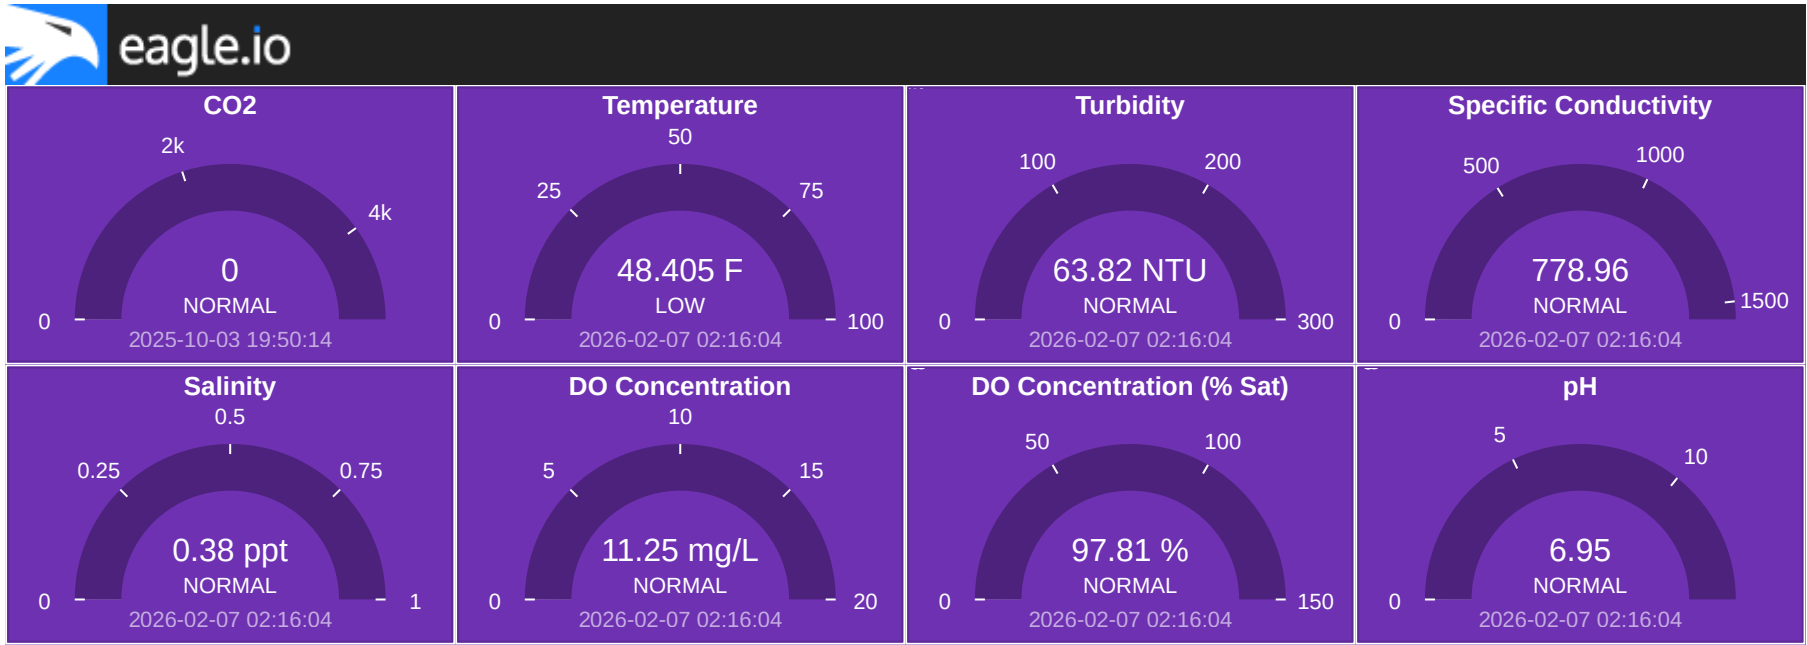 eagle.io
CO2
2k
4k
0
0
NORMAL
2025-10-03 19:50:14
Temperature
50
25
75
48.405 F
LOW
0
100
2026-02-07 02:16:04
Turbidity
100
200
63.82 NTU
NORMAL
0
300
2026-02-07 02:16:04
Specific Conductivity
500
1000
778.96
NORMAL
1500
0
2026-02-07 02:16:04
Salinity
0.5
0.25
0.75
0.38 ppt
NORMAL
0
1
2026-02-07 02:16:04
DO Concentration
10
5
15
11.25 mg/L
NORMAL
0
20
2026-02-07 02:16:04
DO Concentration (% Sat)
50
100
97.81 %
NORMAL
0
150
2026-02-07 02:16:04
pH
5
10
6.95
NORMAL
0
2026-02-07 02:16:04